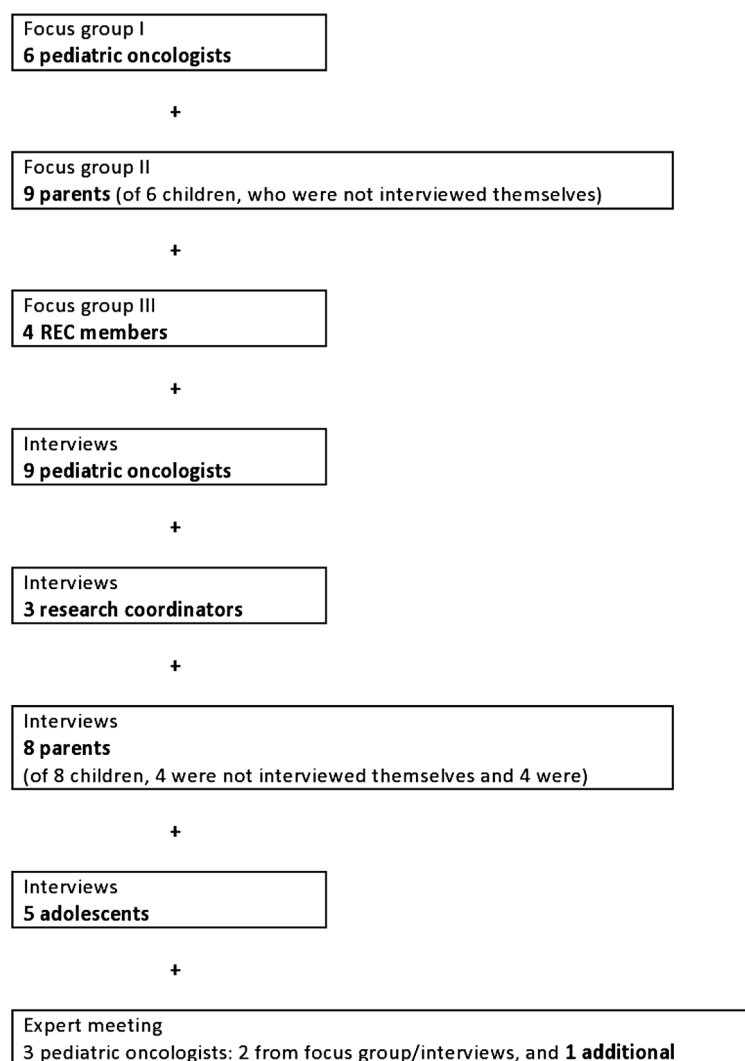 Focus group I
6 pediatric oncologists
+
Focus group II
9 parents (of 6 children, who were not interviewed themselves)
+
Focus group III
4 REC members
+
Interviews
9 pediatric oncologists
+
Interviews
3 research coordinators
+
Interviews
8 parents
(of 8 children, 4 were not interviewed themselves and 4 were)
+
Interviews
5 adolescents
+
Expert meeting
3 pediatric oncologists: 2 from focus group/interviews, and 1 additional